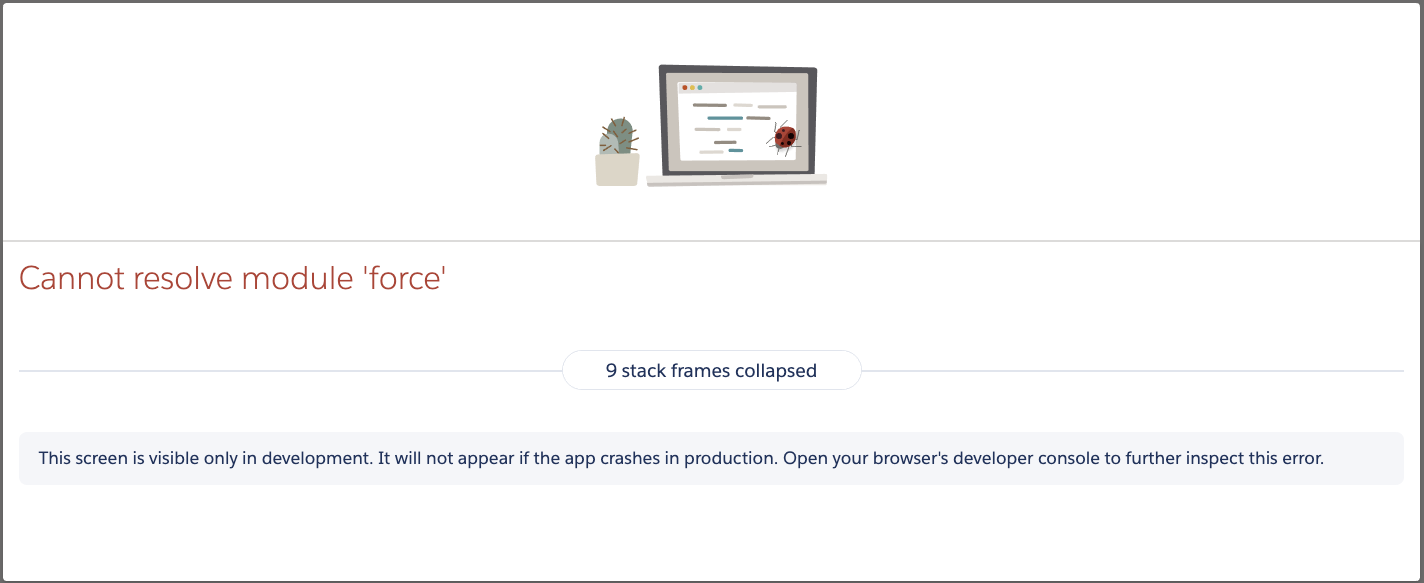 Cannot resolve module 'force'
9 stack frames collapsed
This screen is visible only in development. It will not appear if the app crashes in production. Open your browser's developer console to further inspect this error.